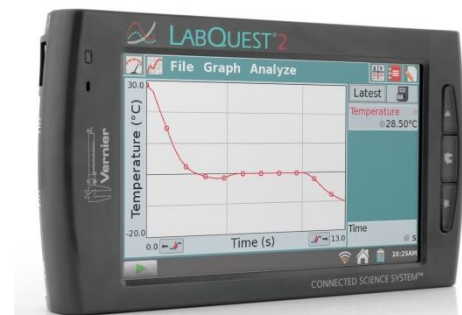 LABQUEST® 2
File Graph Analyze
30.0
Temperature (°C)
-20.0
0.0
Time (s)
13.0
Latest
Temperature
28.50°C
Time
s
10:25AM
Vernier
CONNECTED SCIENCE SYSTEM™